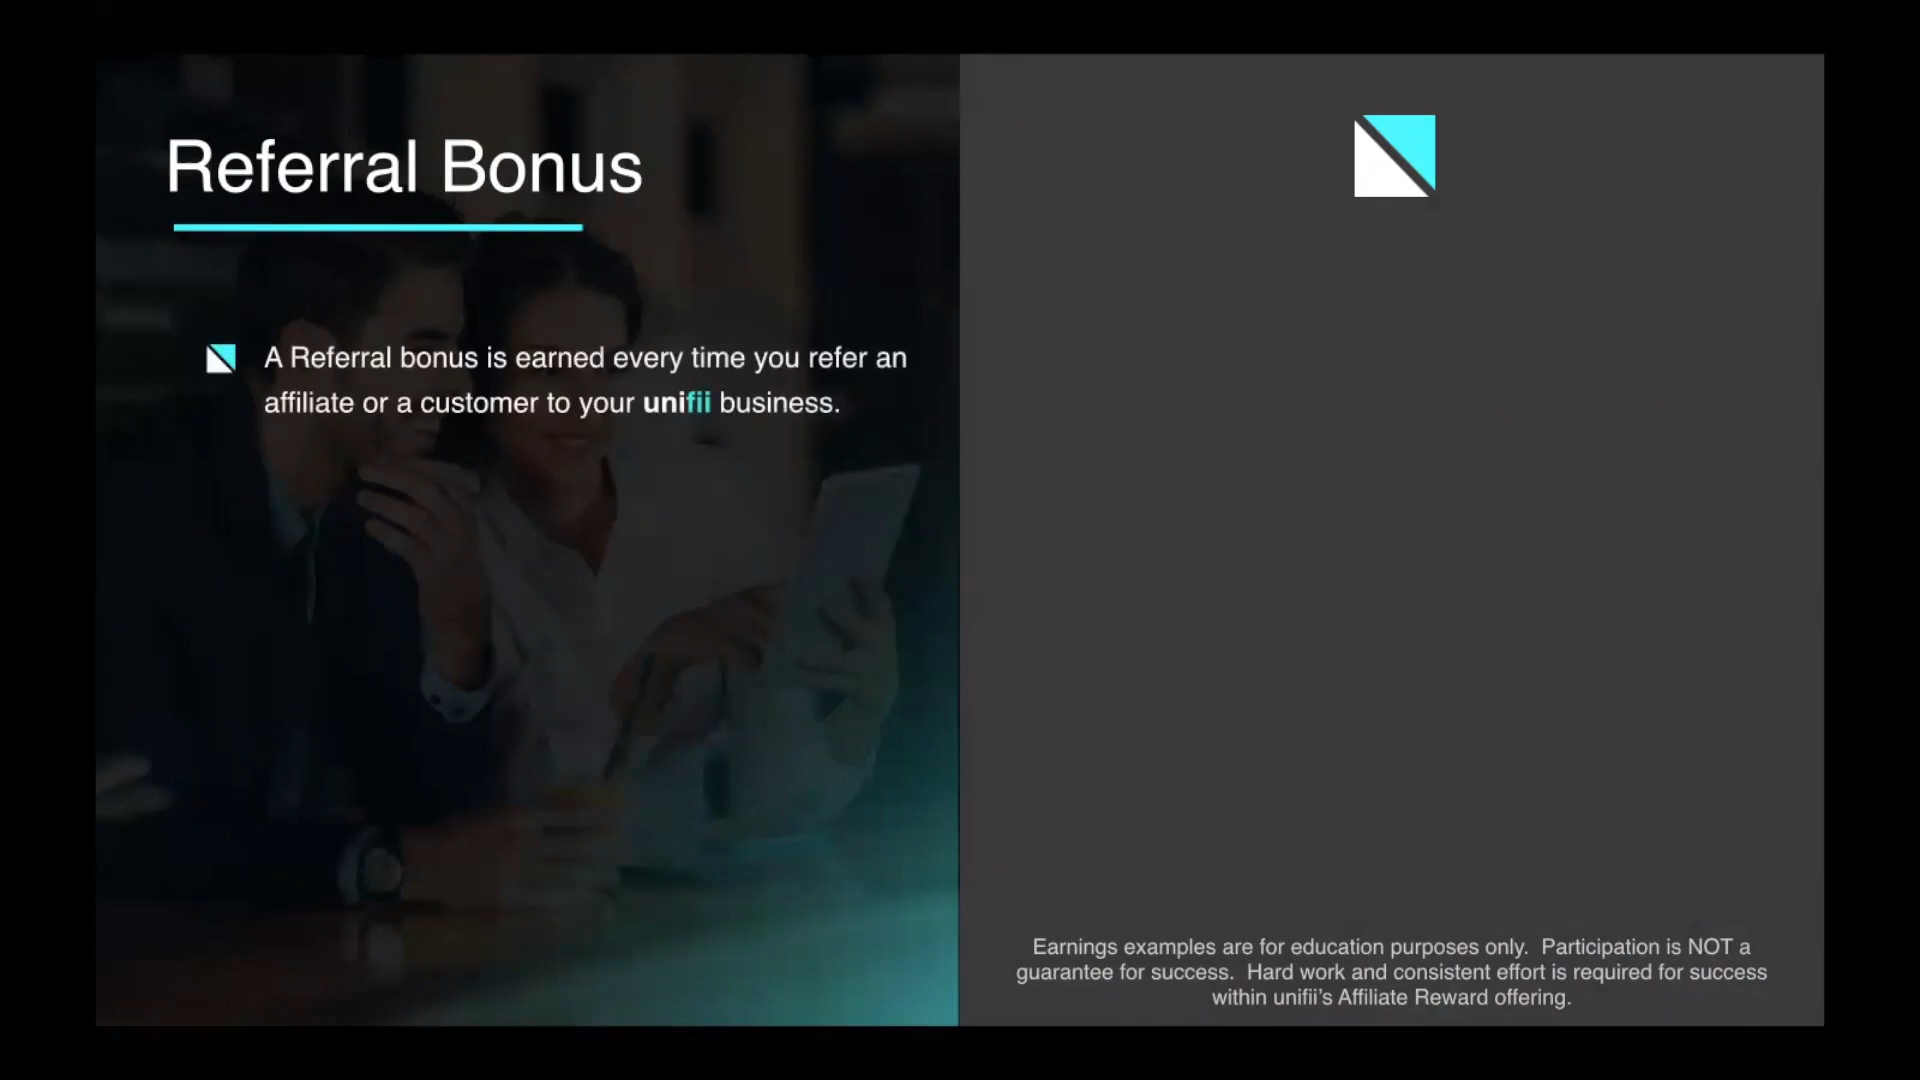 Referral Bonus
A Referral bonus is earned every time you refer an
affiliate or a customer to your unifii business.
Earnings examples are for education purposes only.  Participation is NOT a
guarantee for success.  Hard work and consistent effort is required for success
within unifii’s Affiliate Reward offering.